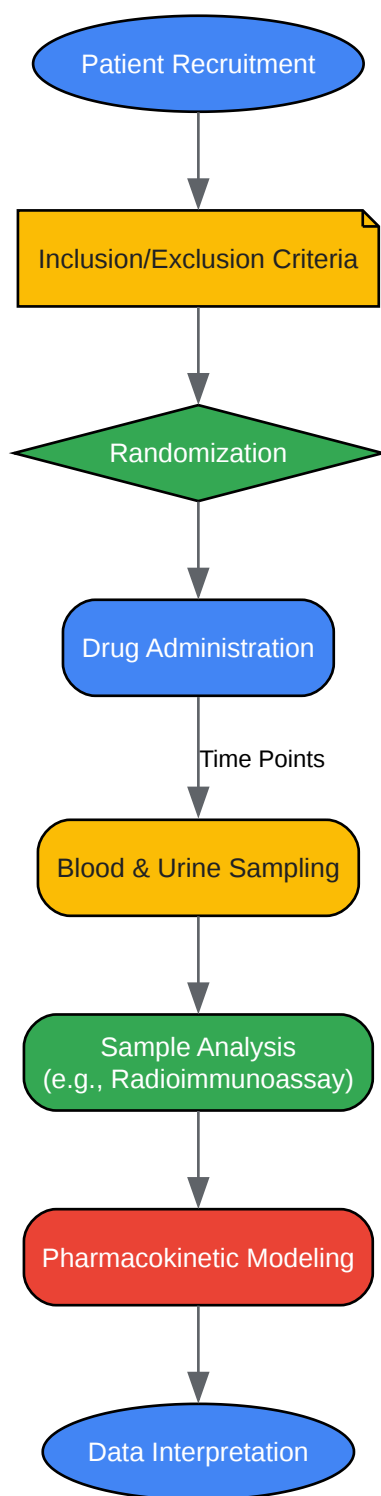 Patient Recruitment
Inclusion/Exclusion Criteria
Randomization
Drug Administration
Time Points
Blood & Urine Sampling
Sample Analysis
(e.g., Radioimmunoassay)
Pharmacokinetic Modeling
Data Interpretation